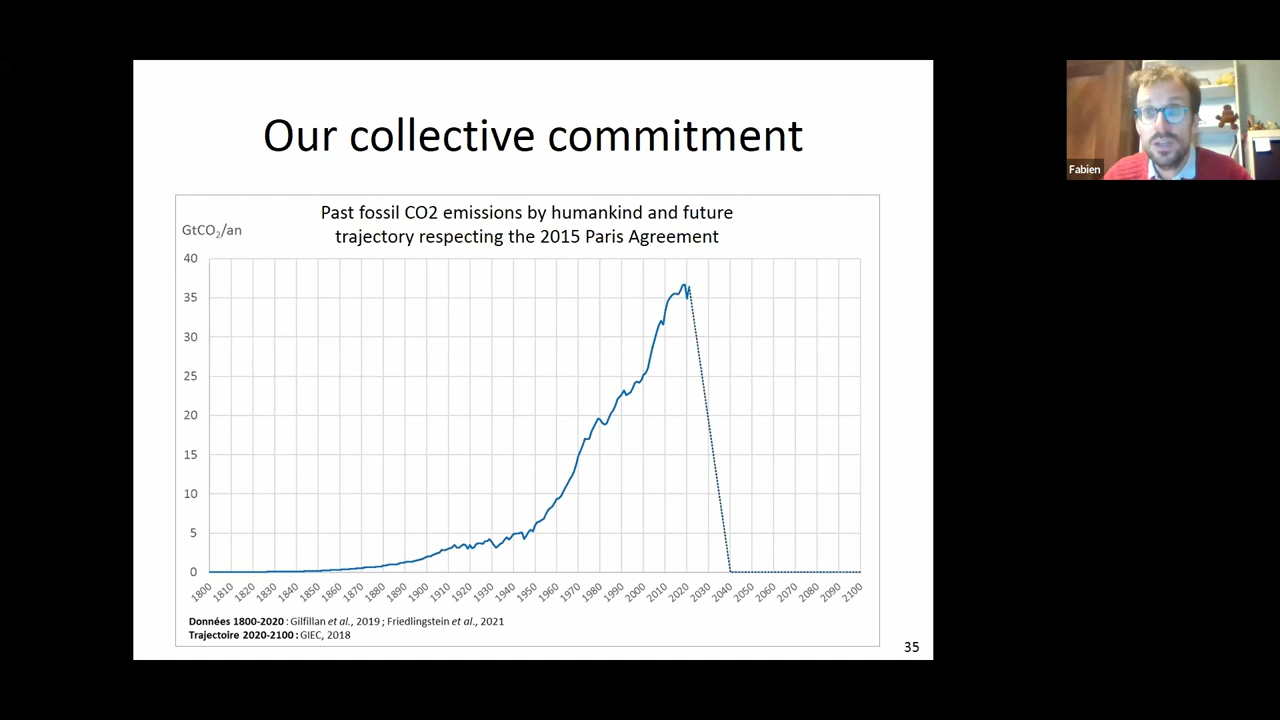 Our collective commitment
Past fossil CO2 emissions by humankind and future
trajectory respecting the 2015 Paris Agreement
GtCO₂/an
40
35
30
25
20
15
10
5
0
1800 1810 1820 1830 1840 1850 1860 1870 1880 1890 1900 1910 1920 1930 1940 1950 1960 1970 1980 1990 2000 2010 2020 2030 2040 2050 2060 2070 2080 2090 2100
Données 1800-2020 : Gilfillan et al., 2019 ; Friedlingstein et al., 2021
Trajectoire 2020-2100 : GIEC, 2018
35
Fabien